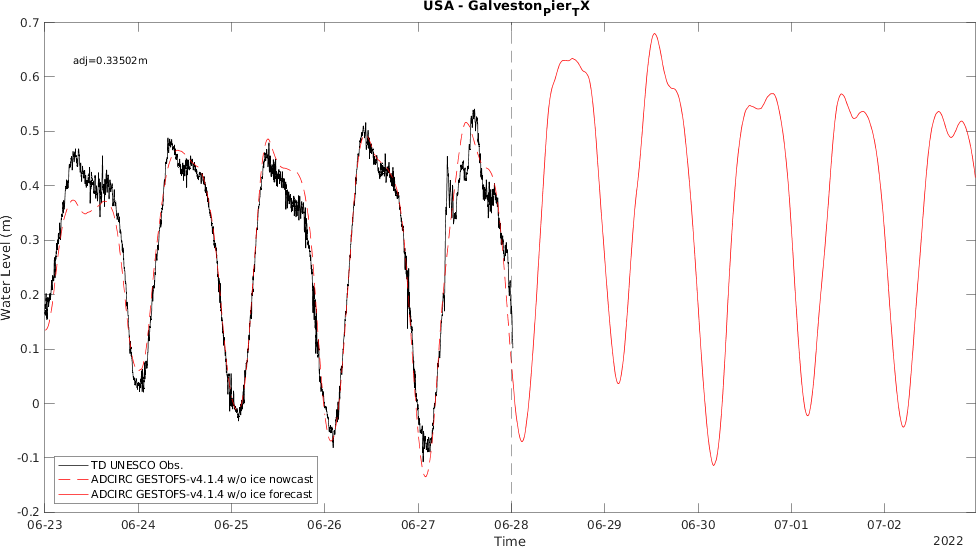 USA - Galveston_Pier_TX
adj=0.33502m
0.7
0.6
0.5
0.4
0.3
0.2
0.1
0
-0.1
-0.2
Water Level (m)
TD UNESCO Obs.
ADCIRC GESTOFS-v4.1.4 w/o ice nowcast
ADCIRC GESTOFS-v4.1.4 w/o ice forecast
06-23 06-24 06-25 06-26 06-27 06-28 06-29 06-30 07-01 07-02
Time
2022